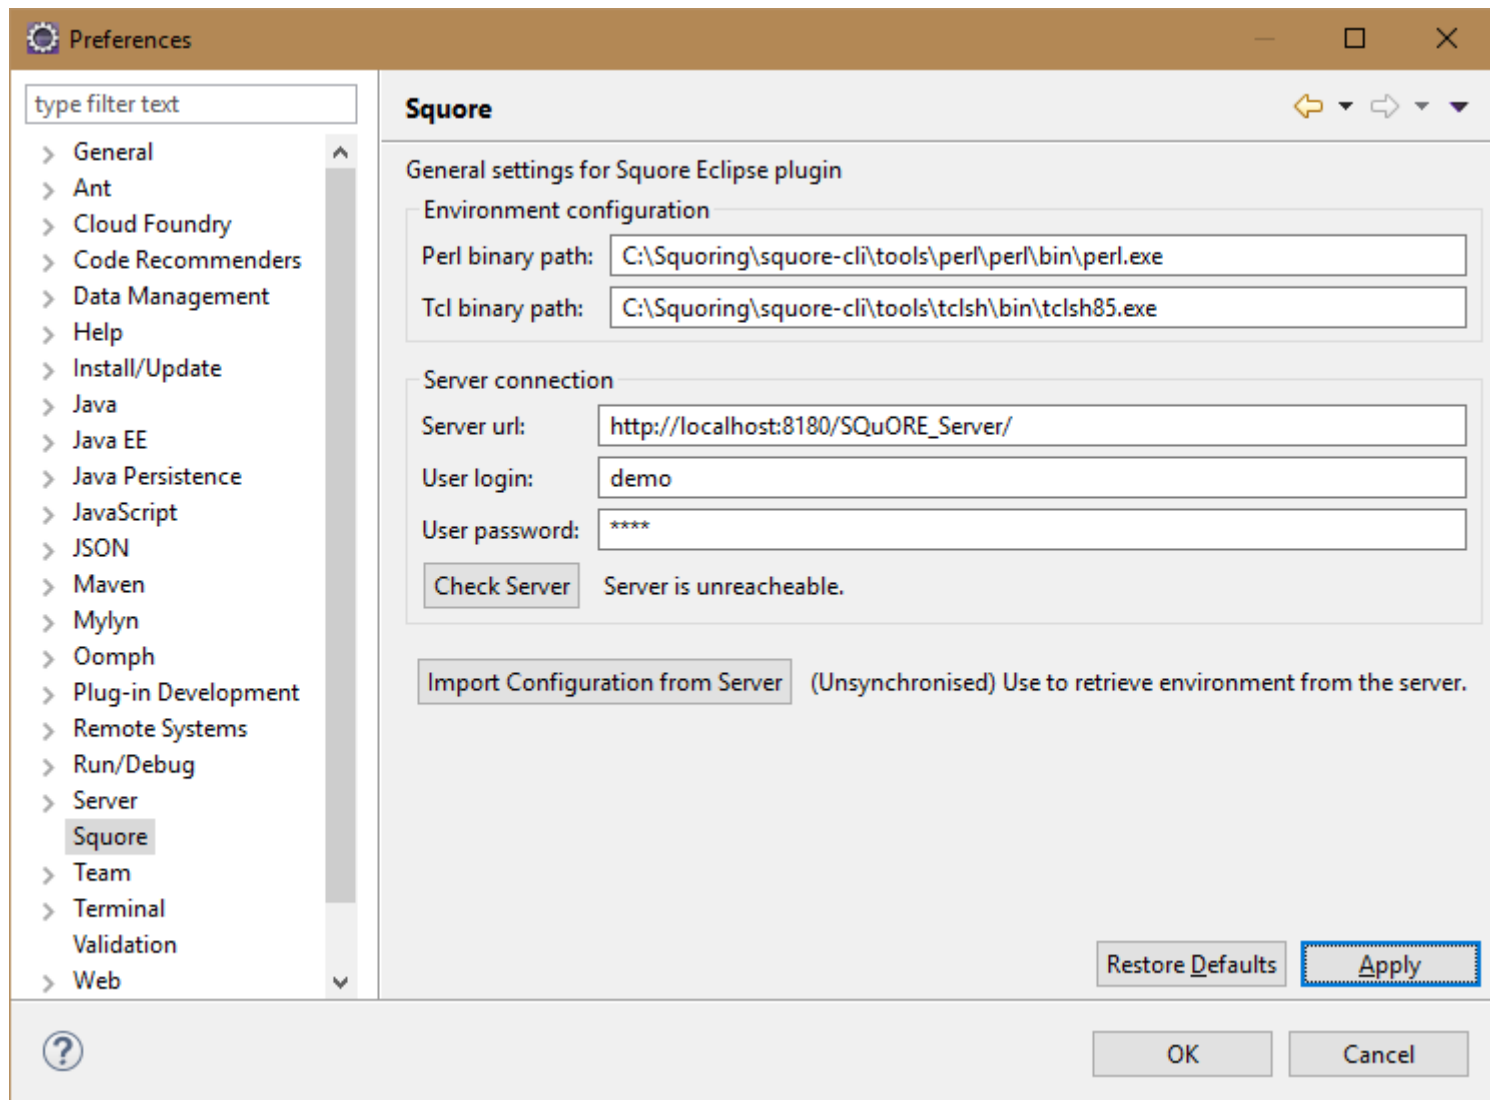 Preferences
type filter text
General
Ant
Cloud Foundry
Code Recommenders
Data Management
Help
Install/Update
Java
Java EE
Java Persistence
JavaScript
JSON
Maven
Mylyn
Oomph
Plug-in Development
Remote Systems
Run/Debug
Server
Squore
Team
Terminal
Validation
Web
Squore
General settings for Squore Eclipse plugin
Environment configuration
Perl binary path: C:\Squoring\squore-cli\tools\perl\perl\bin\perl.exe
Tcl binary path: C:\Squoring\squore-cli\tools\tclsh\bin\tclsh85.exe
Server connection
Server url: http://localhost:8180/SQuORE_Server/
User login: demo
User password: ****
Check Server Server is unreacheable.
Import Configuration from Server (Unsynchronised) Use to retrieve environment from the server.
Restore Defaults Apply
? OK Cancel